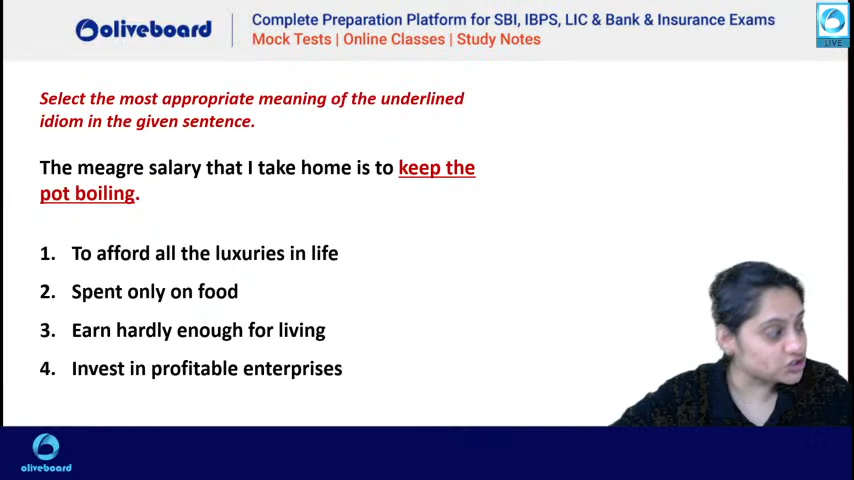 oliveboard
Complete Preparation Platform for SBI, IBPS, LIC & Bank & Insurance Exams
Mock Tests | Online Classes | Study Notes
LIVE
Select the most appropriate meaning of the underlined
idiom in the given sentence.
The meagre salary that I take home is to keep the
pot boiling.
1. To afford all the luxuries in life
2. Spent only on food
3. Earn hardly enough for living
4. Invest in profitable enterprises
oliveboard